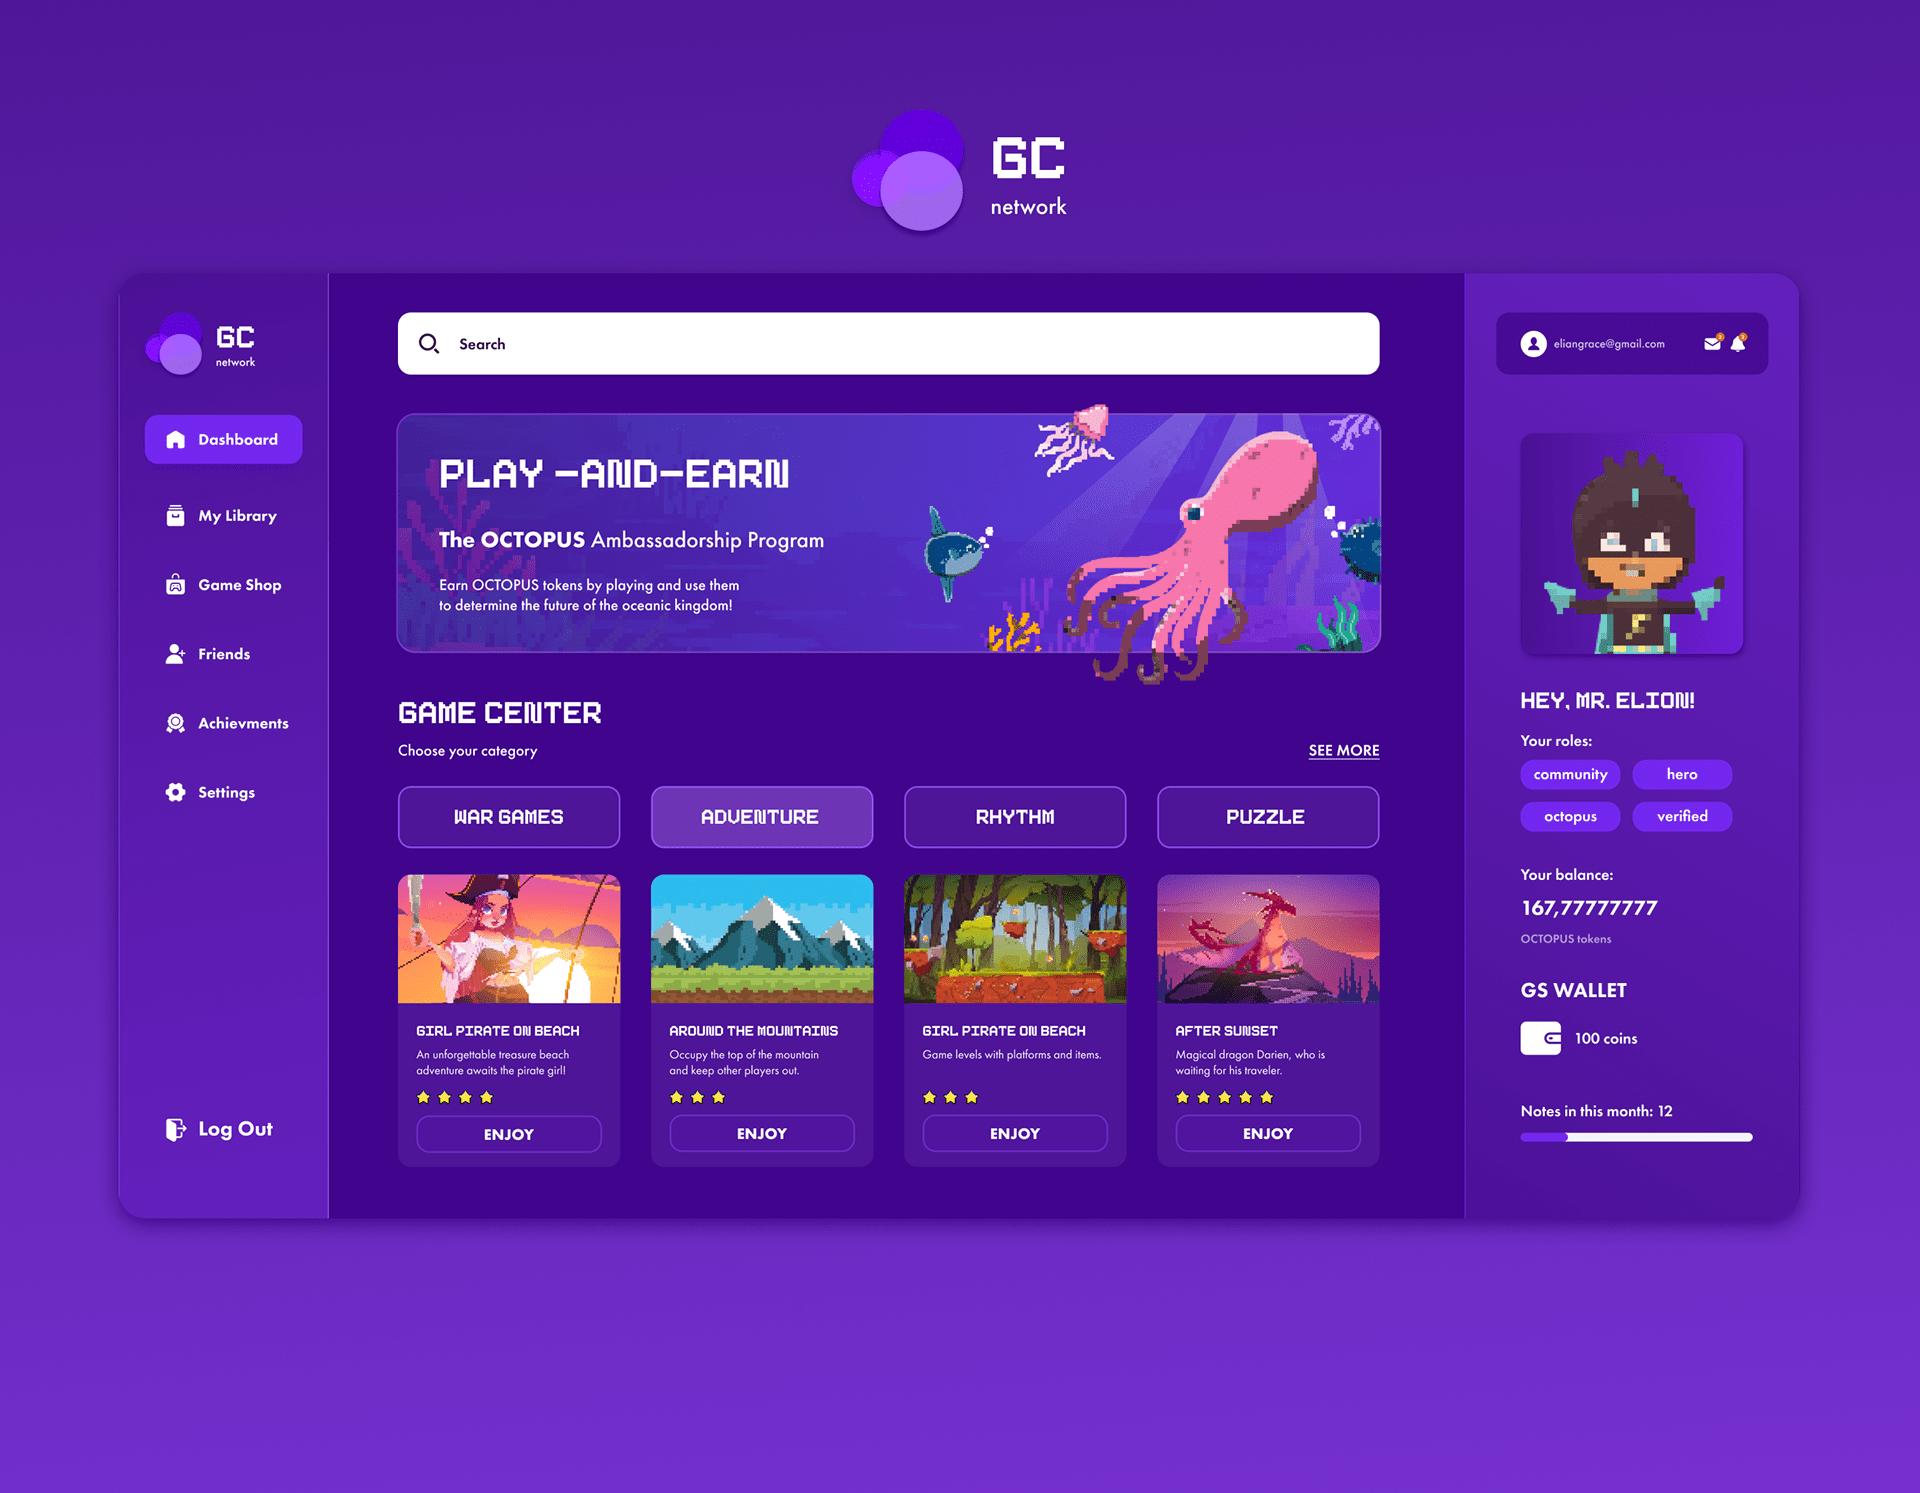 GC
network
GC
network
Dashboard
My Library
Game Shop
Friends
Achievments
Settings
Log Out
Search
PLAY -AND-EARN
The OCTOPUS Ambassadorship Program
Earn OCTOPUS tokens by playing and use them
to determine the future of the oceanic kingdom!
GAME CENTER
Choose your category
SEE MORE
WAR GAMES
ADVENTURE
RHYTHM
PUZZLE
GIRL PIRATE ON BEACH
An unforgettable treasure beach
adventure awaits the pirate girl!
ENJOY
AROUND THE MOUNTAINS
Occupy the top of the mountain
and keep other players out.
ENJOY
GIRL PIRATE ON BEACH
Game levels with platforms and items.
ENJOY
AFTER SUNSET
Magical dragon Darien, who is
waiting for his traveler.
ENJOY
eliangrace@gmail.com
HEY, MR. ELION!
Your roles:
community
hero
octopus
verified
Your balance:
167,77777777
OCTOPUS tokens
GS WALLET
100 coins
Notes in this month: 12